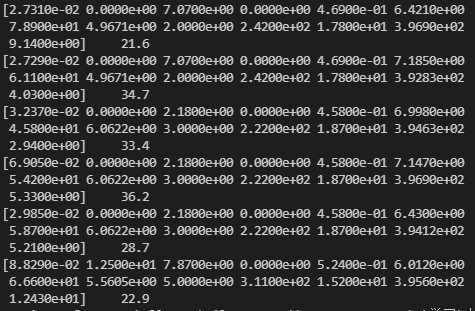 [2.7310e-02 0.0000e+00 7.0700e+00 0.0000e+00 4.6900e-01 6.4210e+00
7.8900e+01 4.9671e+00 2.0000e+00 2.4200e+02 1.7800e+01 3.9690e+02
9.1400e+00] 21.6
[2.7290e-02 0.0000e+00 7.0700e+00 0.0000e+00 4.6900e-01 7.1850e+00
6.1100e+01 4.9671e+00 2.0000e+00 2.4200e+02 1.7800e+01 3.9283e+02
4.0300e+00] 34.7
[3.2370e-02 0.0000e+00 2.1800e+00 0.0000e+00 4.5800e-01 6.9980e+00
4.5800e+01 6.0622e+00 3.0000e+00 2.2200e+02 1.8700e+01 3.9463e+02
2.9400e+00] 33.4
[6.9050e-02 0.0000e+00 2.1800e+00 0.0000e+00 4.5800e-01 7.1470e+00
5.4200e+01 6.0622e+00 3.0000e+00 2.2200e+02 1.8700e+01 3.9690e+02
5.3300e+00] 36.2
[2.9850e-02 0.0000e+00 2.1800e+00 0.0000e+00 4.5800e-01 6.4300e+00
5.8700e+01 6.0622e+00 3.0000e+00 2.2200e+02 1.8700e+01 3.9412e+02
5.2100e+00] 28.7
[8.8290e-02 1.2500e+01 7.8700e+00 0.0000e+00 5.2400e-01 6.0120e+00
6.6600e+01 5.5605e+00 5.0000e+00 3.1100e+02 1.5200e+01 3.9560e+02
1.2430e+01] 22.9